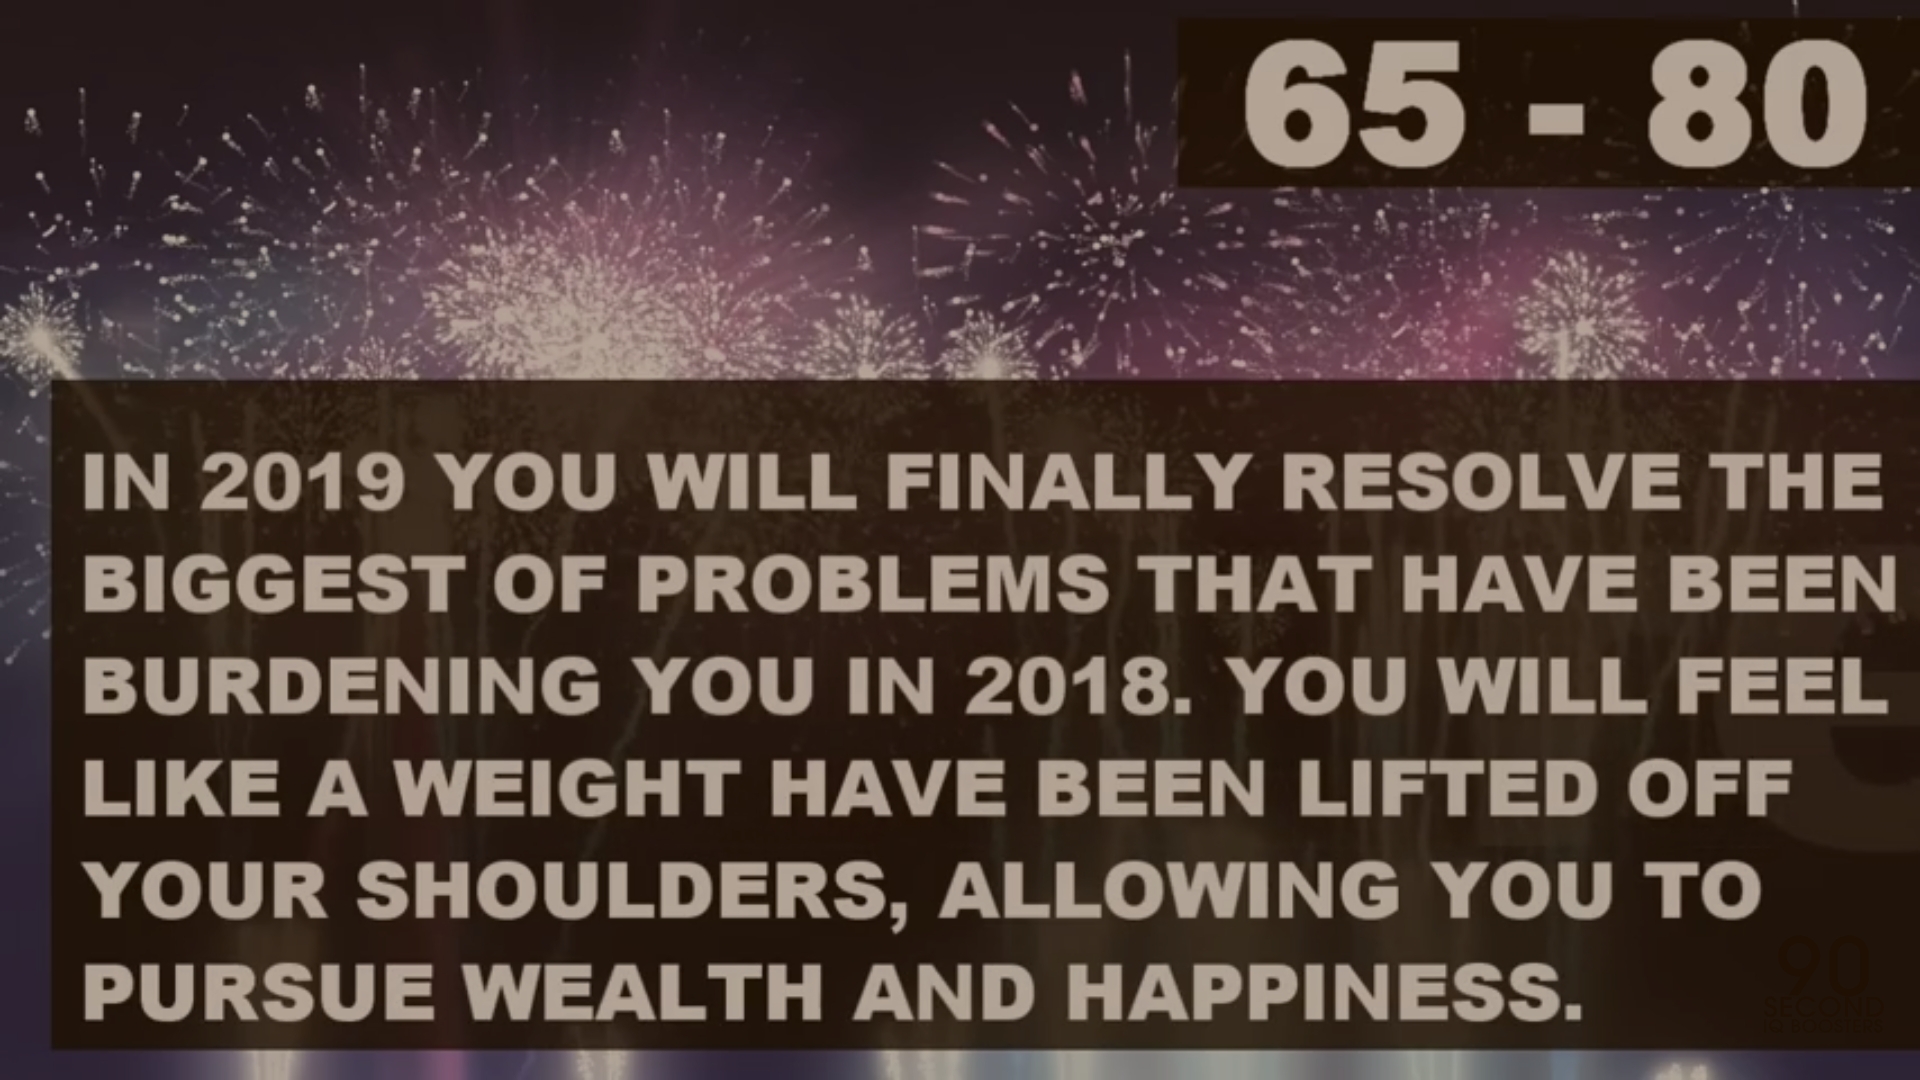 65 - 80
IN 2019 YOU WILL FINALLY RESOLVE THE
BIGGEST OF PROBLEMS THAT HAVE BEEN
BURDENING YOU IN 2018. YOU WILL FEEL
LIKE A WEIGHT HAVE BEEN LIFTED OFF
YOUR SHOULDERS, ALLOWING YOU TO
PURSUE WEALTH AND HAPPINESS.
90
SECOND